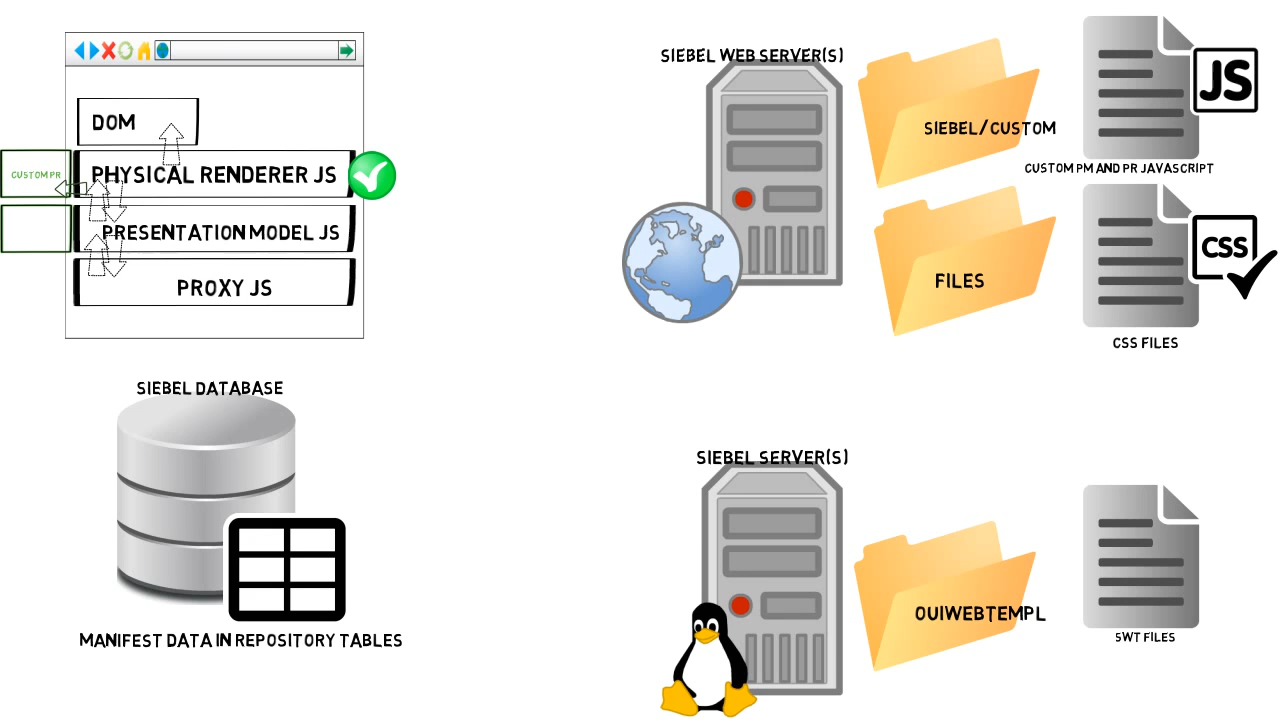 DOM
CUSTOM PR
PHYSICAL RENDERER JS
PRESENTATION MODEL JS
PROXY JS
SIEBEL DATABASE
MANIFEST DATA IN REPOSITORY TABLES
SIEBEL WEB SERVER(S)
SIEBEL/CUSTOM
JS
CUSTOM PM AND PR JAVASCRIPT
FILES
CSS
CSS FILES
SIEBEL SERVER(S)
OUIWEBTEMPL
SWT FILES